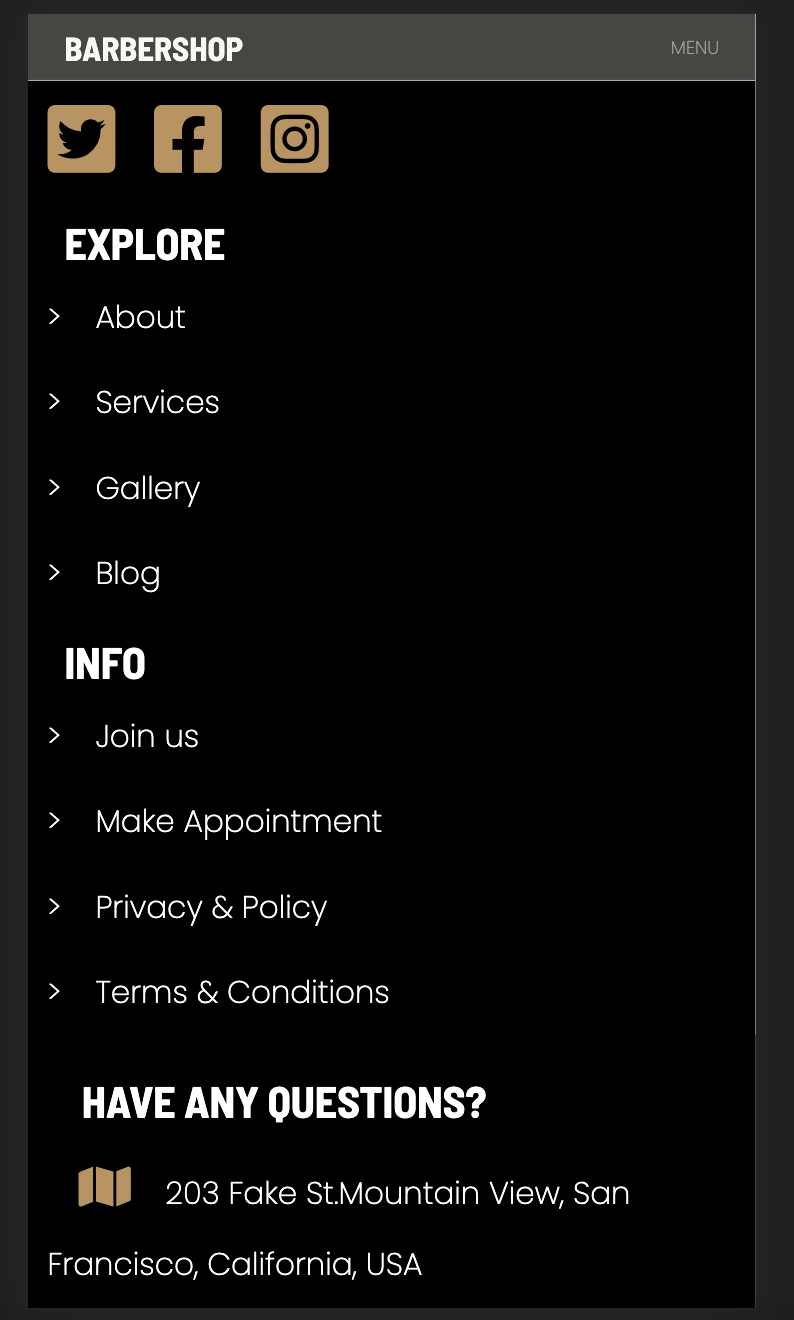 BARBERSHOP
MENU
EXPLORE
> About
> Services
> Gallery
> Blog
INFO
> Join us
> Make Appointment
> Privacy & Policy
> Terms & Conditions
HAVE ANY QUESTIONS?
203 Fake St.Mountain View, San
Francisco, California, USA